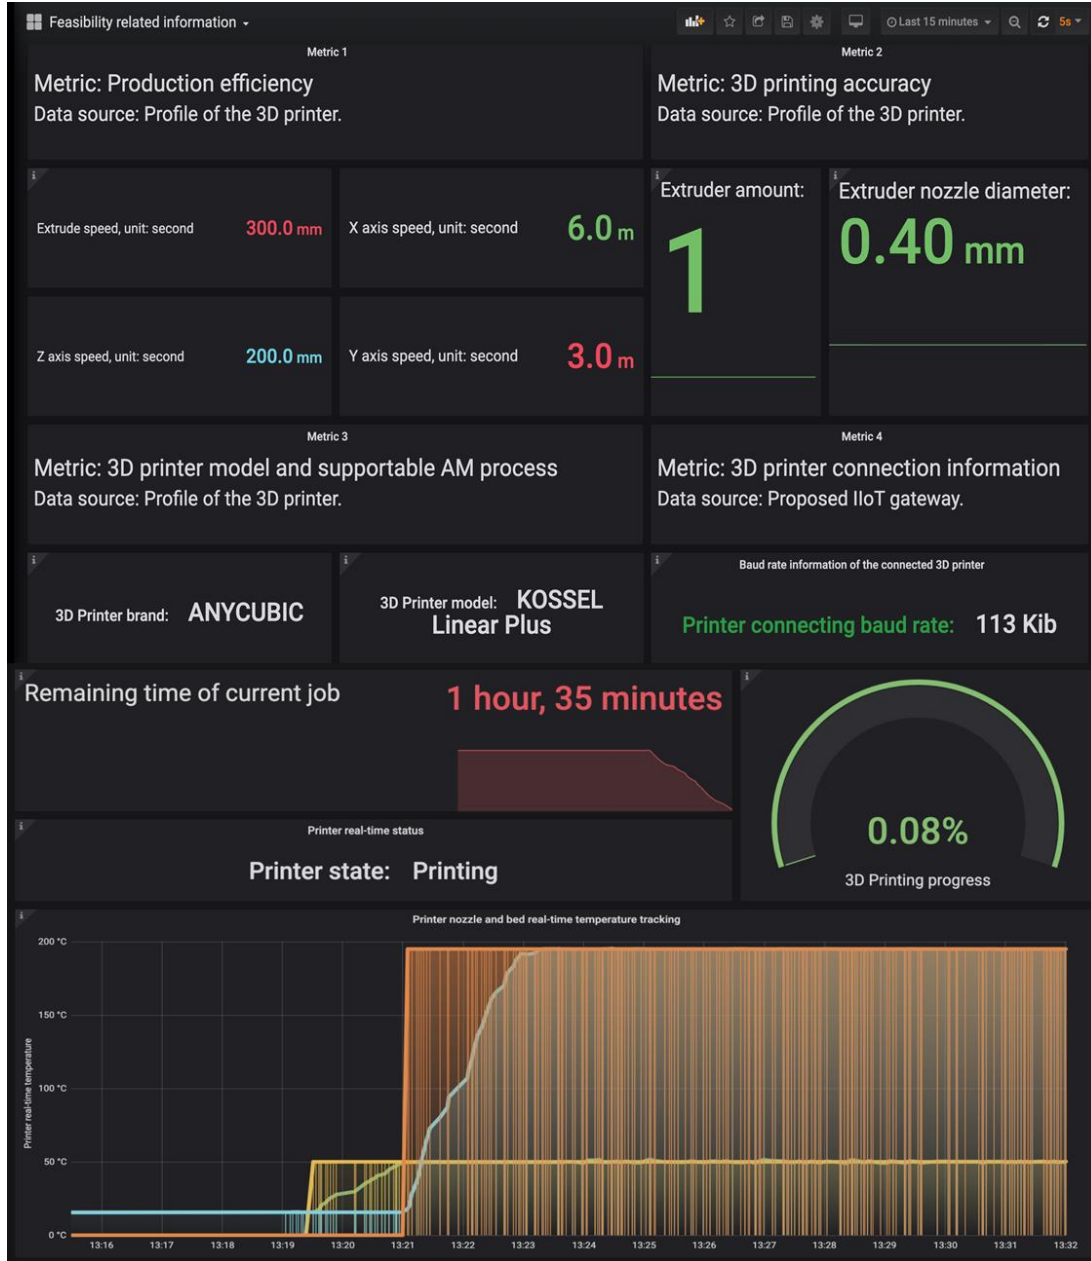 Feasibility related information
Last 15 minutes
5s
Metric 1
Metric: Production efficiency
Data source: Profile of the 3D printer.
Metric 2
Metric: 3D printing accuracy
Data source: Profile of the 3D printer.
Extrude speed, unit: second 300.0 mm
X axis speed, unit: second 6.0 m
Extruder amount:
1
Extruder nozzle diameter:
0.40 mm
Z axis speed, unit: second 200.0 mm
Y axis speed, unit: second 3.0 m
Metric 3
Metric: 3D printer model and supportable AM process
Data source: Profile of the 3D printer.
Metric 4
Metric: 3D printer connection information
Data source: Proposed IIoT gateway.
3D Printer brand: ANYCUBIC
3D Printer model: KOSSEL
Linear Plus
Baud rate information of the connected 3D printer
Printer connecting baud rate: 113 Kib
Remaining time of current job
1 hour, 35 minutes
Printer real-time status
Printer state: Printing
0.08%
3D Printing progress
Printer nozzle and bed real-time temperature tracking
Printer real-time temperature
200 °C
150 °C
100 °C
50 °C
0 °C
13:16 13:17 13:18 13:19 13:20 13:21 13:22 13:23 13:24 13:25 13:26 13:27 13:28 13:29 13:30 13:31 13:32